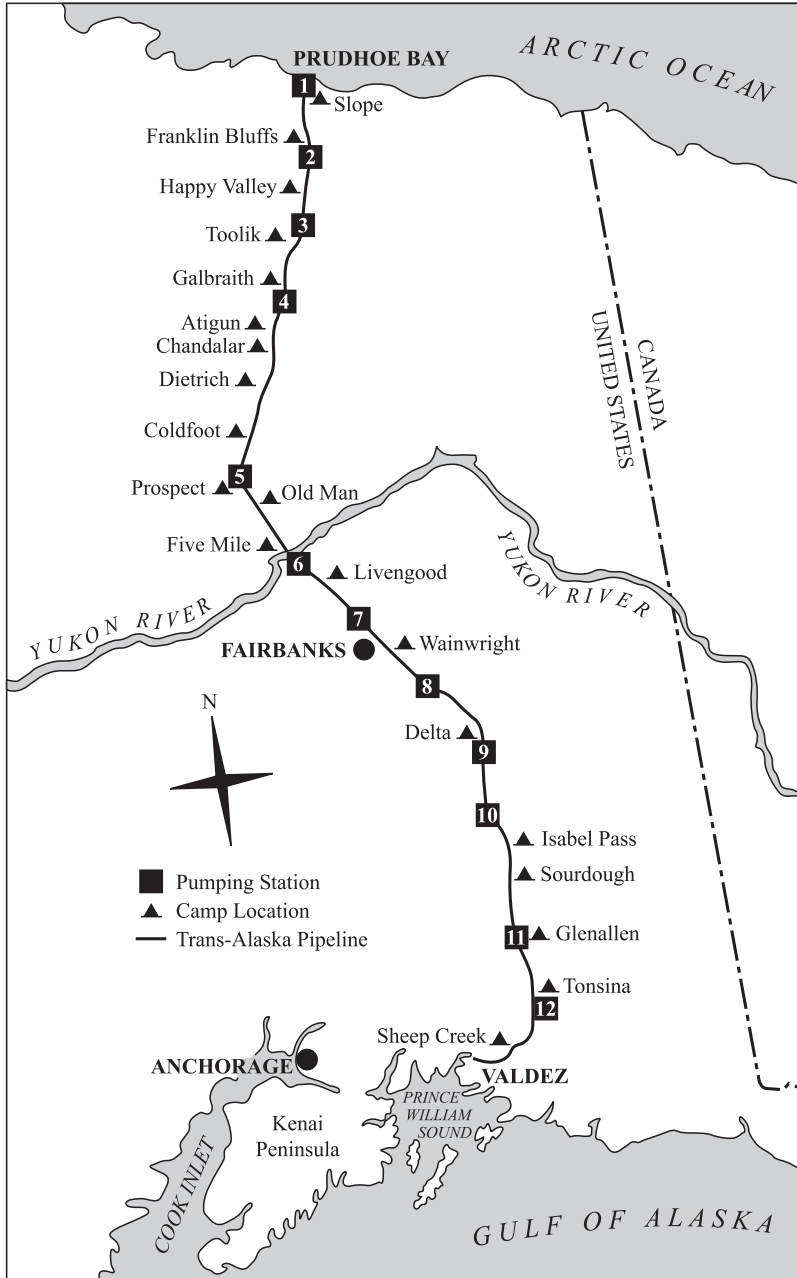 ARCTIC OCEAN
PRUDHOE BAY
1
Slope
Franklin Bluffs
2
Happy Valley
3
Toolik
Galbraith
4
Atigun
Chandalar
Dietrich
CANADA
UNITED STATES
Coldfoot
5
Prospect
Old Man
Five Mile
6
Livengood
YUKON RIVER
YUKON RIVER
7
FAIRBANKS
Wainwright
8
N
Delta
9
10
Isabel Pass
Sourdough
Pumping Station
Camp Location
Trans-Alaska Pipeline
11
Glenallen
Tonsina
12
Sheep Creek
ANCHORAGE
VALDEZ
PRINCE
WILLIAM
SOUND
Kenai
Peninsula
COOK INLET
GULF OF ALASKA